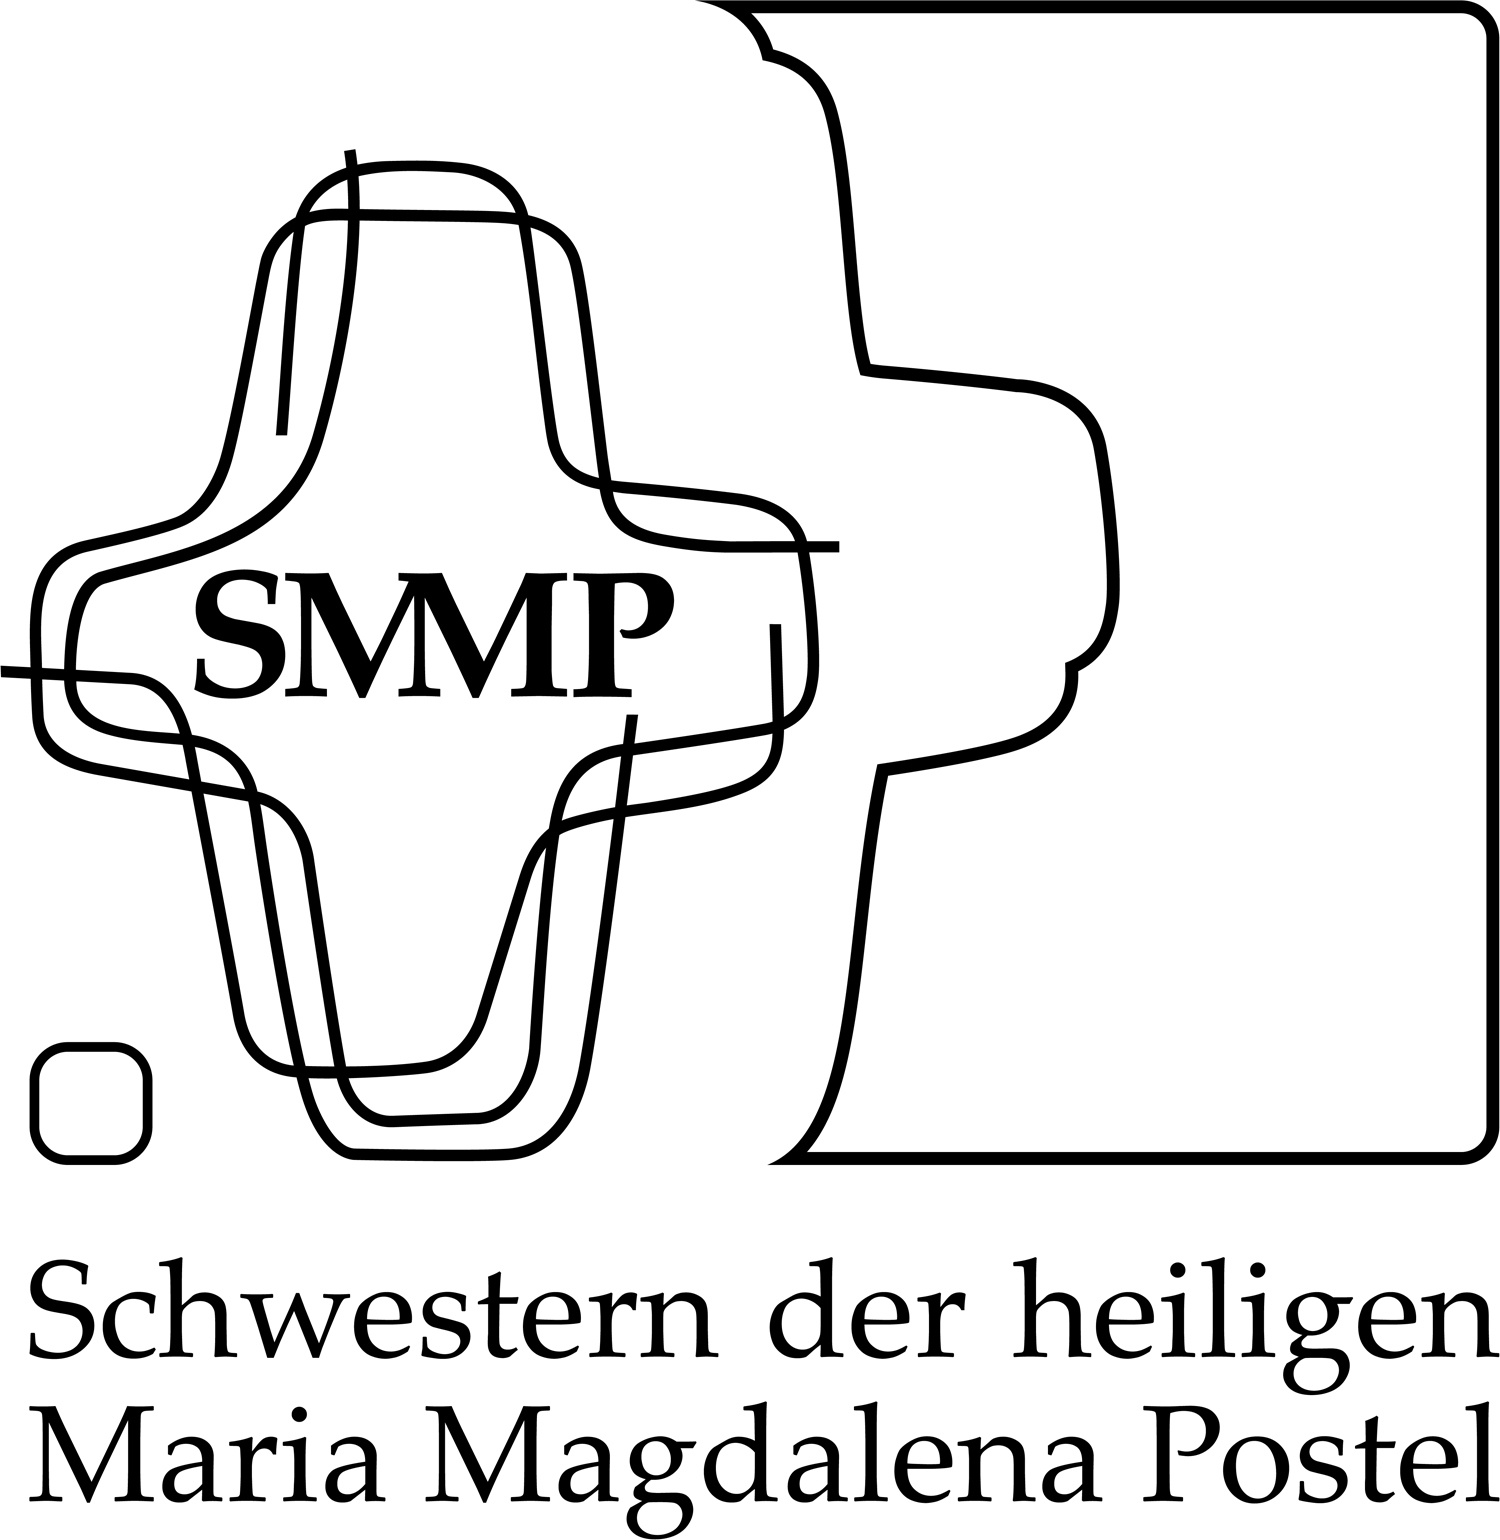 SMMP
Schwestern der heiligen
Maria Magdalena Postel